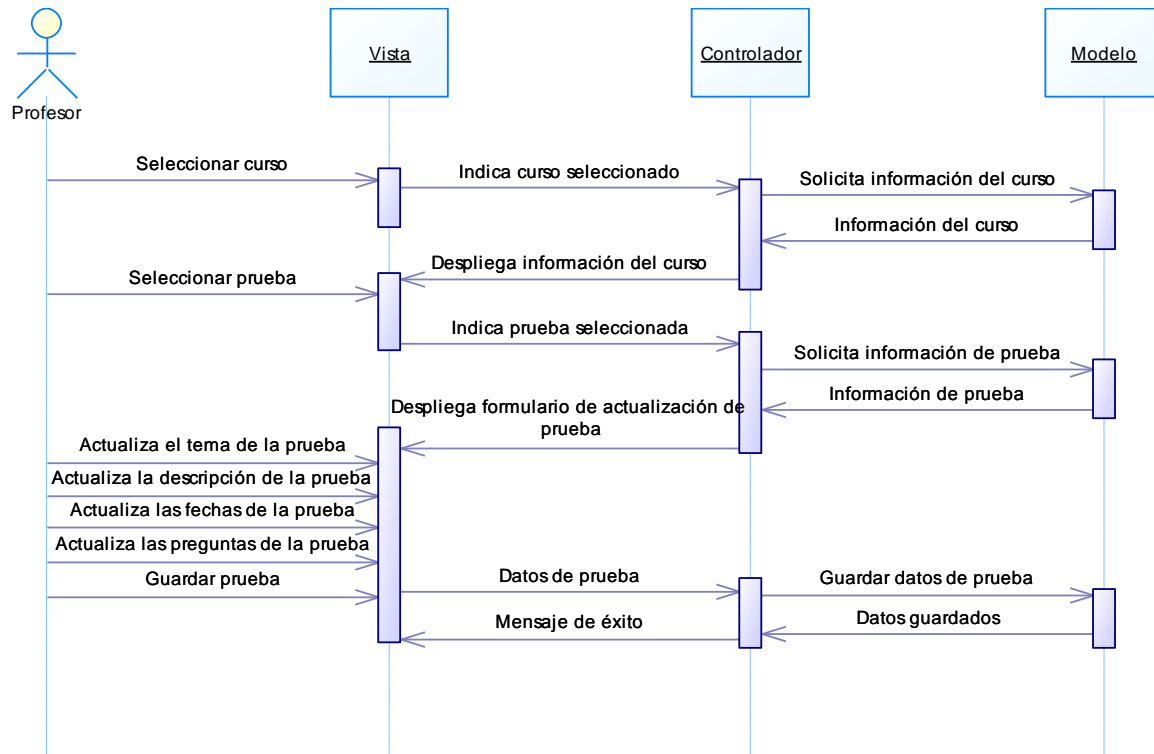 Profesor
Vista
Controlador
Modelo
Seleccionar curso
Indica curso seleccionado
Solicita información del curso
Información del curso
Despliega información del curso
Seleccionar prueba
Indica prueba seleccionada
Solicita información de prueba
Información de prueba
Despliega formulario de actualización de
prueba
Actualiza el tema de la prueba
Actualiza la descripción de la prueba
Actualiza las fechas de la prueba
Actualiza las preguntas de la prueba
Guardar prueba
Datos de prueba
Guardar datos de prueba
Datos guardados
Mensaje de éxito